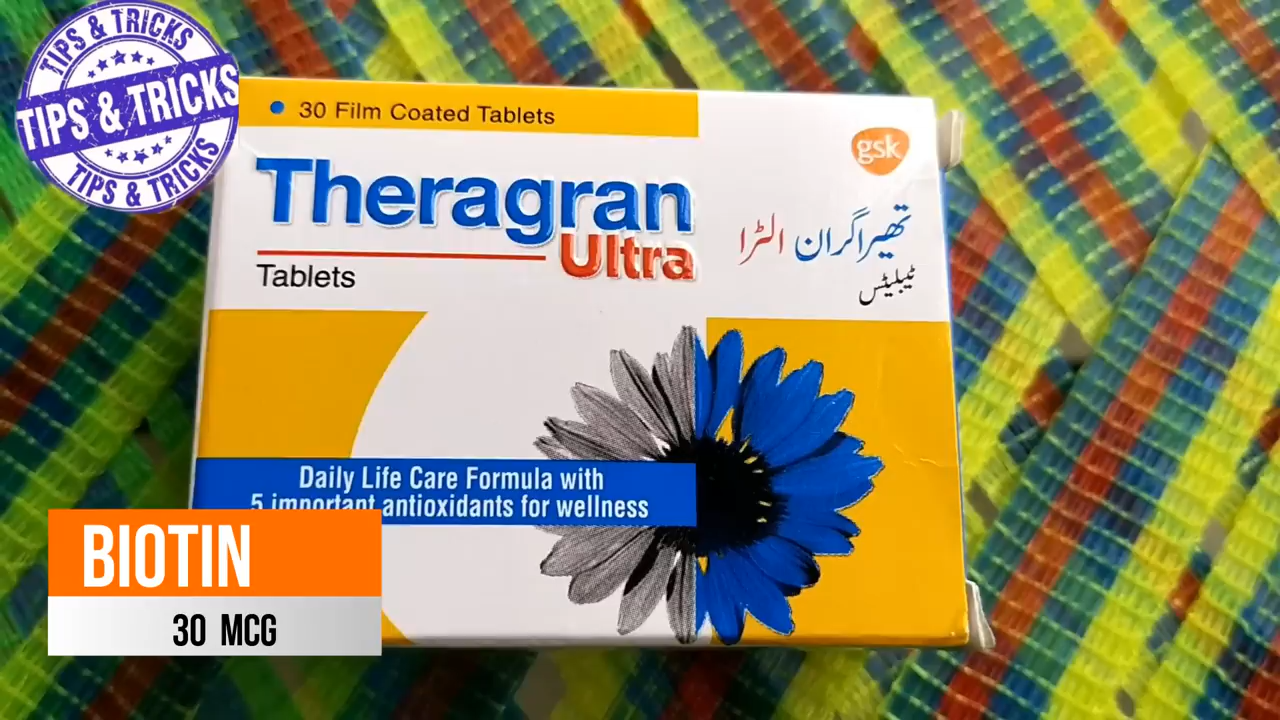 TIPS & TRICKS
TIPS & TRICKS
TIPS & TRICKS
30 Film Coated Tablets
gsk
Theragran
Ultra
Tablets
تھیراگران الٹرا
ٹیبلیٹس
Daily Life Care Formula with
5 important antioxidants for wellness
BIOTIN
30 MCG